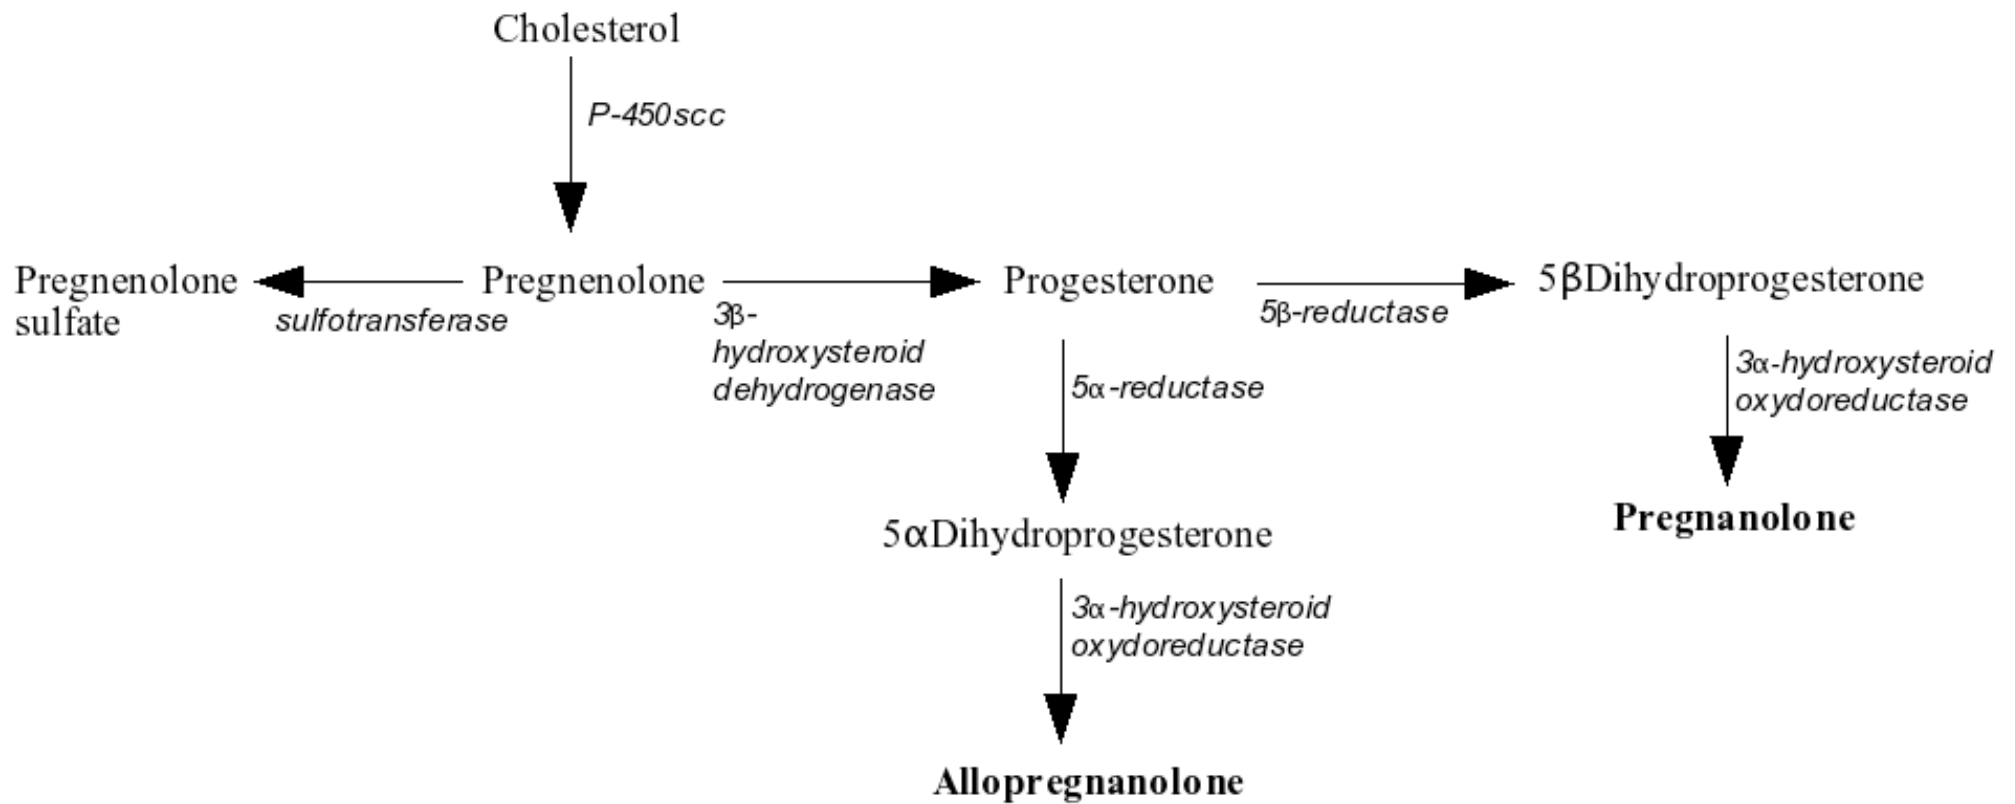 Cholesterol
P-450scc
Pregnenolone
sulfate
sulfotransferase
Pregnenolone
3β-
hydroxysteroid
dehydrogenase
Progesterone
5β-reductase
5βDihydroprogesterone
3α-hydroxysteroid
oxydoreductase
Pregnanolone
5α-reductase
5αDihydroprogesterone
3α-hydroxysteroid
oxydoreductase
Allopregnanolone